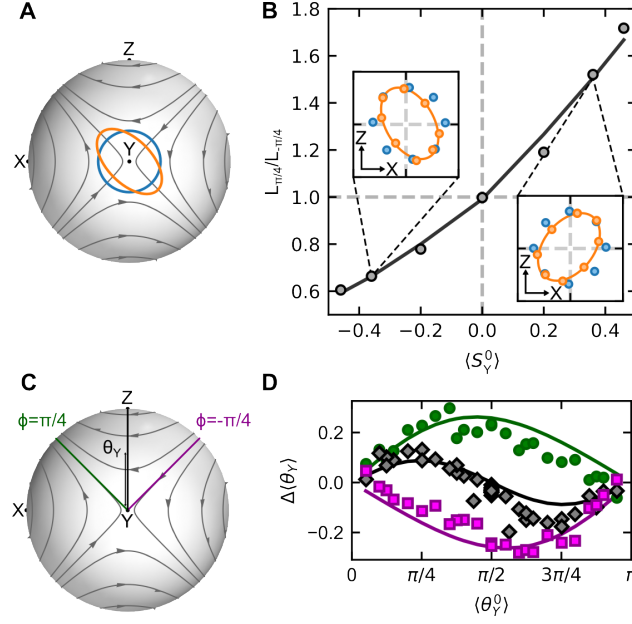 A
Z
X
Y
B
L_{π/4}/L_{-π/4}
1.8
1.6
1.4
1.2
1.0
0.8
0.6
Z
X
Z
X
−0.4
−0.2
0.0
0.2
0.4
⟨S_Y^0⟩
C
Z
ϕ=π/4
ϕ=-π/4
θ_Y
X
Y
D
Δ⟨θ_Y⟩
0.2
0.0
−0.2
0
π/4
π/2
3π/4
π
⟨θ_Y^0⟩